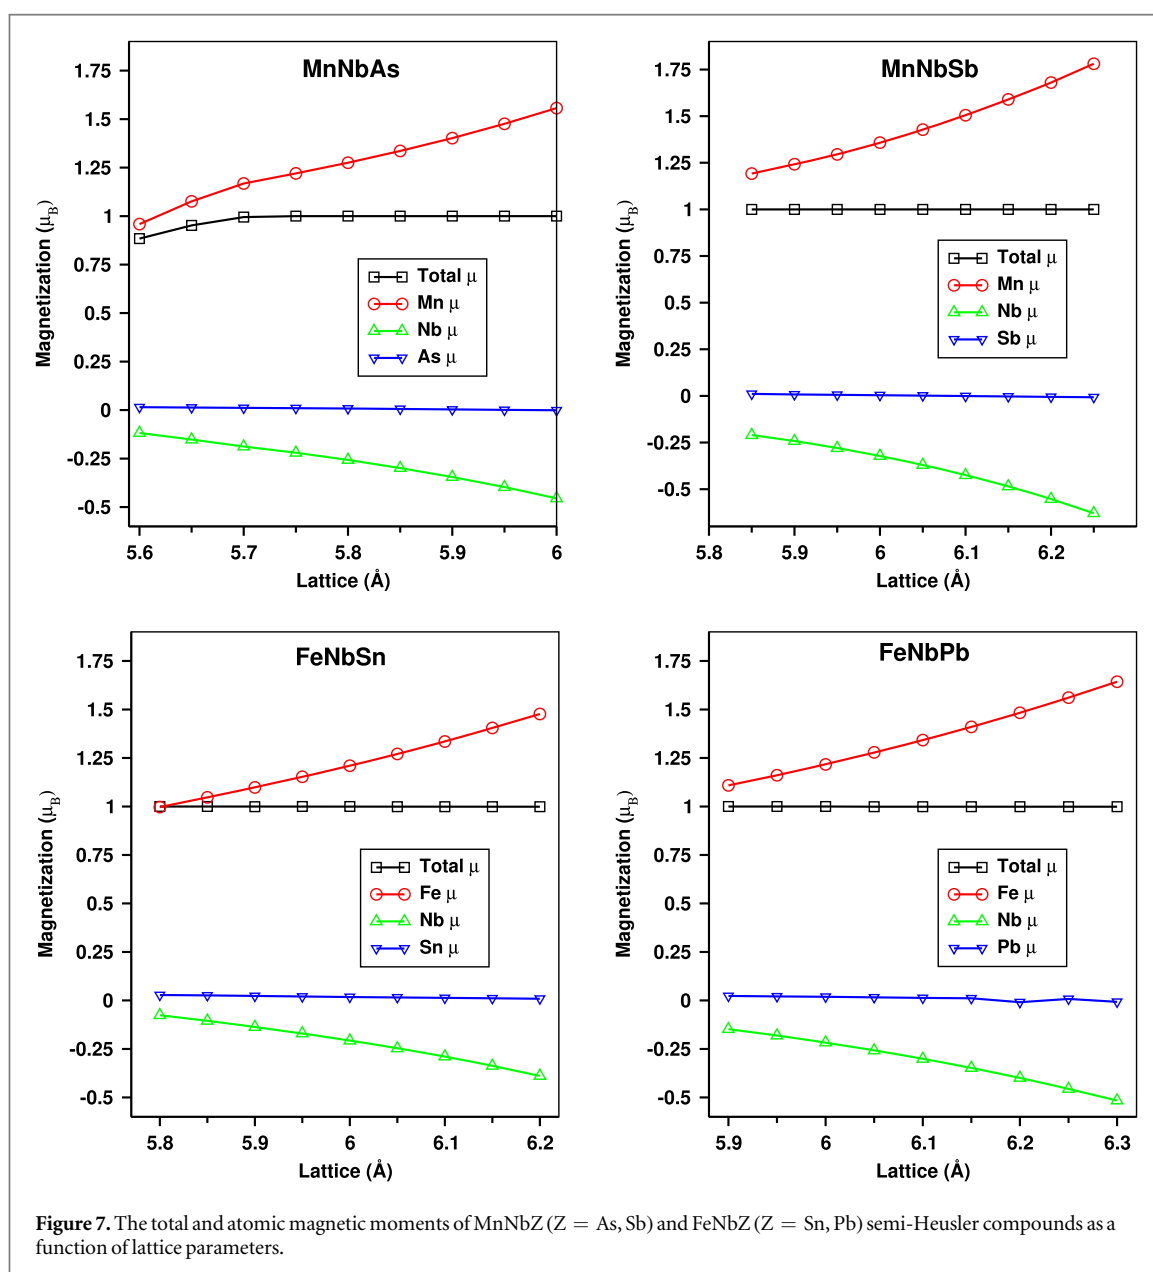 MnNbAs
1.75
1.5
1.25
1
0.75
0.5
0.25
0
-0.25
-0.5
Magnetization (μB)
Total μ
Mn μ
Nb μ
As μ
5.6 5.7 5.8 5.9 6
Lattice (Å)
MnNbSb
1.75
1.5
1.25
1
0.75
0.5
0.25
0
-0.25
-0.5
Magnetization (μB)
Total μ
Mn μ
Nb μ
Sb μ
5.8 5.9 6 6.1 6.2
Lattice (Å)
FeNbSn
1.75
1.5
1.25
1
0.75
0.5
0.25
0
-0.25
-0.5
Magnetization (μB)
Total μ
Fe μ
Nb μ
Sn μ
5.8 5.9 6 6.1 6.2
Lattice (Å)
FeNbPb
1.75
1.5
1.25
1
0.75
0.5
0.25
0
-0.25
-0.5
Magnetization (μB)
Total μ
Fe μ
Nb μ
Pb μ
5.9 6 6.1 6.2 6.3
Lattice (Å)
Figure 7. The total and atomic magnetic moments of MnNbZ (Z = As, Sb) and FeNbZ (Z = Sn, Pb) semi-Heusler compounds as a
function of lattice parameters.